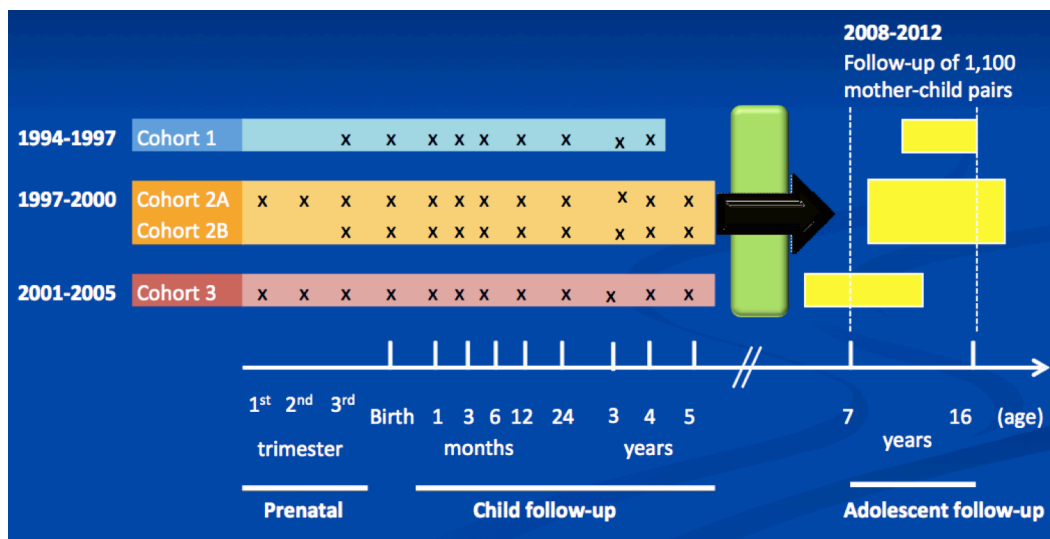 2008-2012
Follow-up of 1,100
mother-child pairs
1994-1997 Cohort 1 x x x x x x x x x
1997-2000 Cohort 2A x x x x x x x x x x x x
Cohort 2B x x x x x x x x x x
2001-2005 Cohort 3 x x x x x x x x x x x x
1st 2nd 3rd Birth 1 3 6 12 24 3 4 5 7 16 (age)
trimester months years years
Prenatal Child follow-up Adolescent follow-up